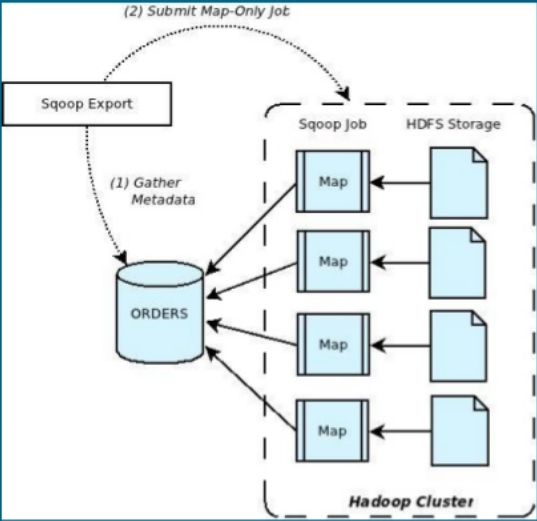 (2) Submit Map-Only Job
Sqoop Export
Sqoop Job
HDFS Storage
(1) Gather
Metadata
Map
Map
ORDERS
Map
Map
Hadoop Cluster